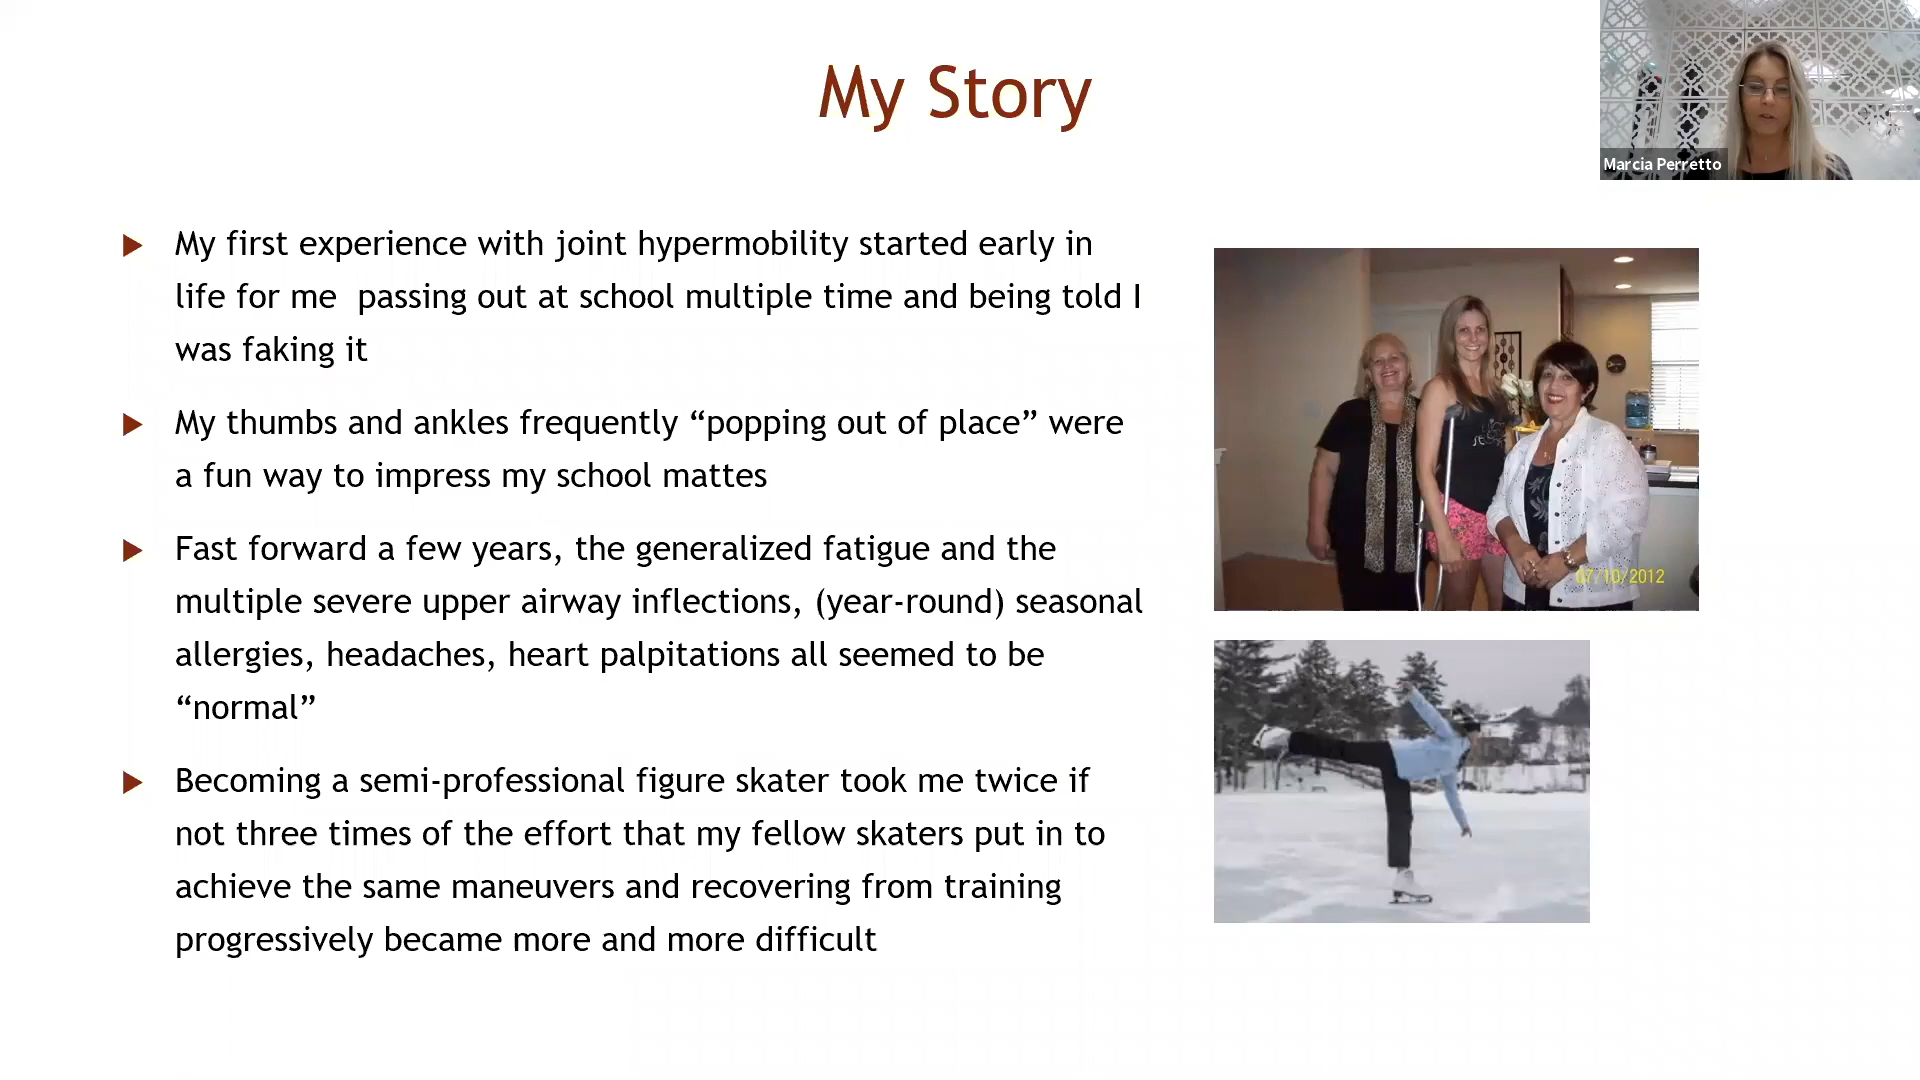 My Story
Marcia Perretto
My first experience with joint hypermobility started early in
life for me  passing out at school multiple time and being told I
was faking it
My thumbs and ankles frequently “popping out of place” were
a fun way to impress my school mattes
Fast forward a few years, the generalized fatigue and the
multiple severe upper airway inflections, (year-round) seasonal
allergies, headaches, heart palpitations all seemed to be
“normal”
Becoming a semi-professional figure skater took me twice if
not three times of the effort that my fellow skaters put in to
achieve the same maneuvers and recovering from training
progressively became more and more difficult
07/10/2012